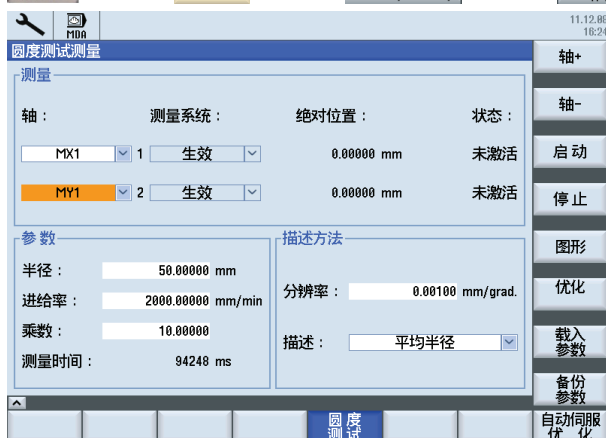 MDA
11.12.08
16:24
圆度测试测量
测量
轴： 测量系统： 绝对位置： 状态：
MX1 1 生效 0.00000 mm 未激活
MY1 2 生效 0.00000 mm 未激活
参数
半径： 50.00000 mm
进给率： 2000.00000 mm/min
乘数： 10.00000
测量时间： 94248 ms
描述方法
分辨率： 0.00100 mm/grad.
描述： 平均半径
轴+
轴-
启动
停止
图形
优化
载入
参数
备份
参数
圆度
测试
自动伺服
优化